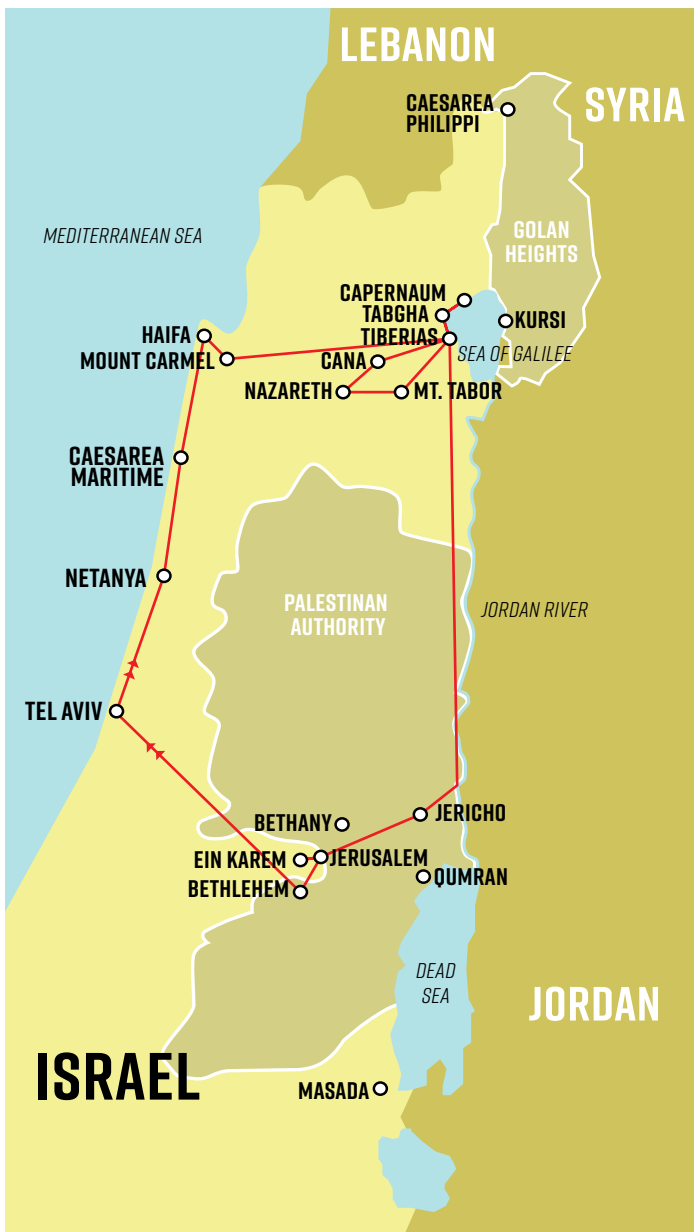 LEBANON
CAESAREA
PHILIPPI
SYRIA
MEDITERRANEAN SEA
GOLAN
HEIGHTS
CAPERNAUM
TABGHA
KURSI
HAIFA
TIBERIAS
MOUNT CARMEL
CANA
SEA OF GALILEE
NAZARETH
MT. TABOR
CAESAREA
MARITIME
NETANYA
PALESTINAN
AUTHORITY
JORDAN RIVER
TEL AVIV
BETHANY
JERICHO
EIN KAREM
JERUSALEM
BETHLEHEM
QUMRAN
DEAD
SEA
JORDAN
ISRAEL
MASADA